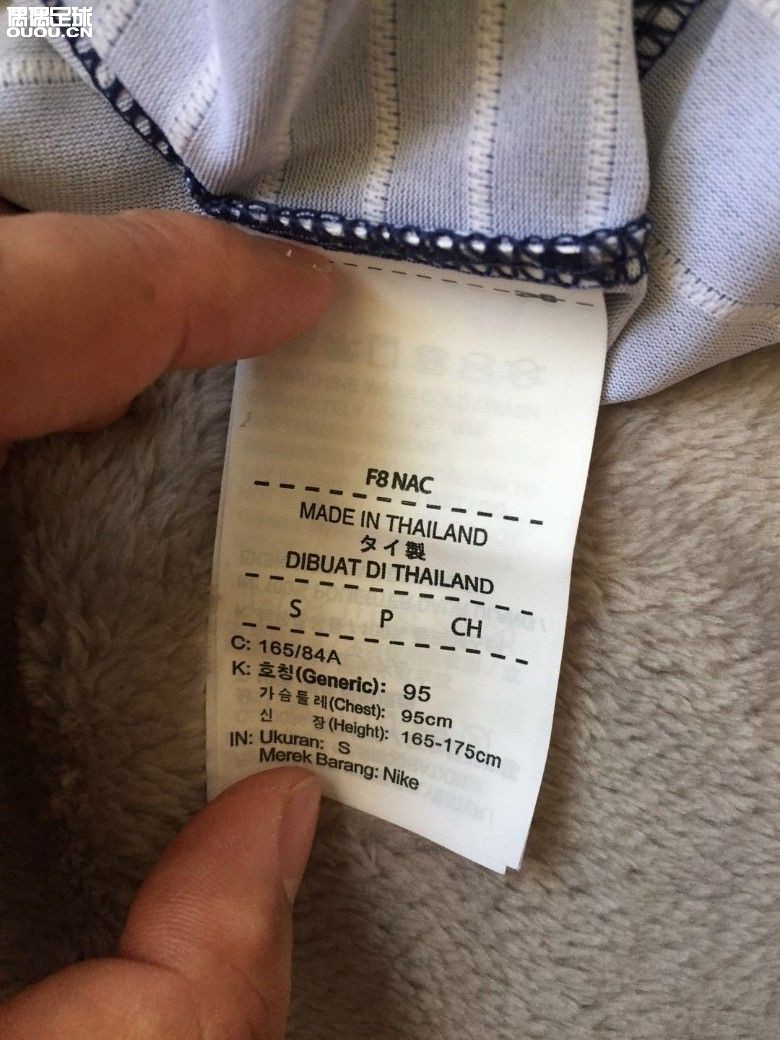 偶偶足球
OUOU.CN
F8 NAC
MADE IN THAILAND
タイ製
DIBUAT DI THAILAND
S P CH
C: 165/84A
K: 호칭(Generic): 95
가슴둘레(Chest): 95cm
신 장(Height): 165-175cm
IN: Ukuran: S
Merek Barang: Nike